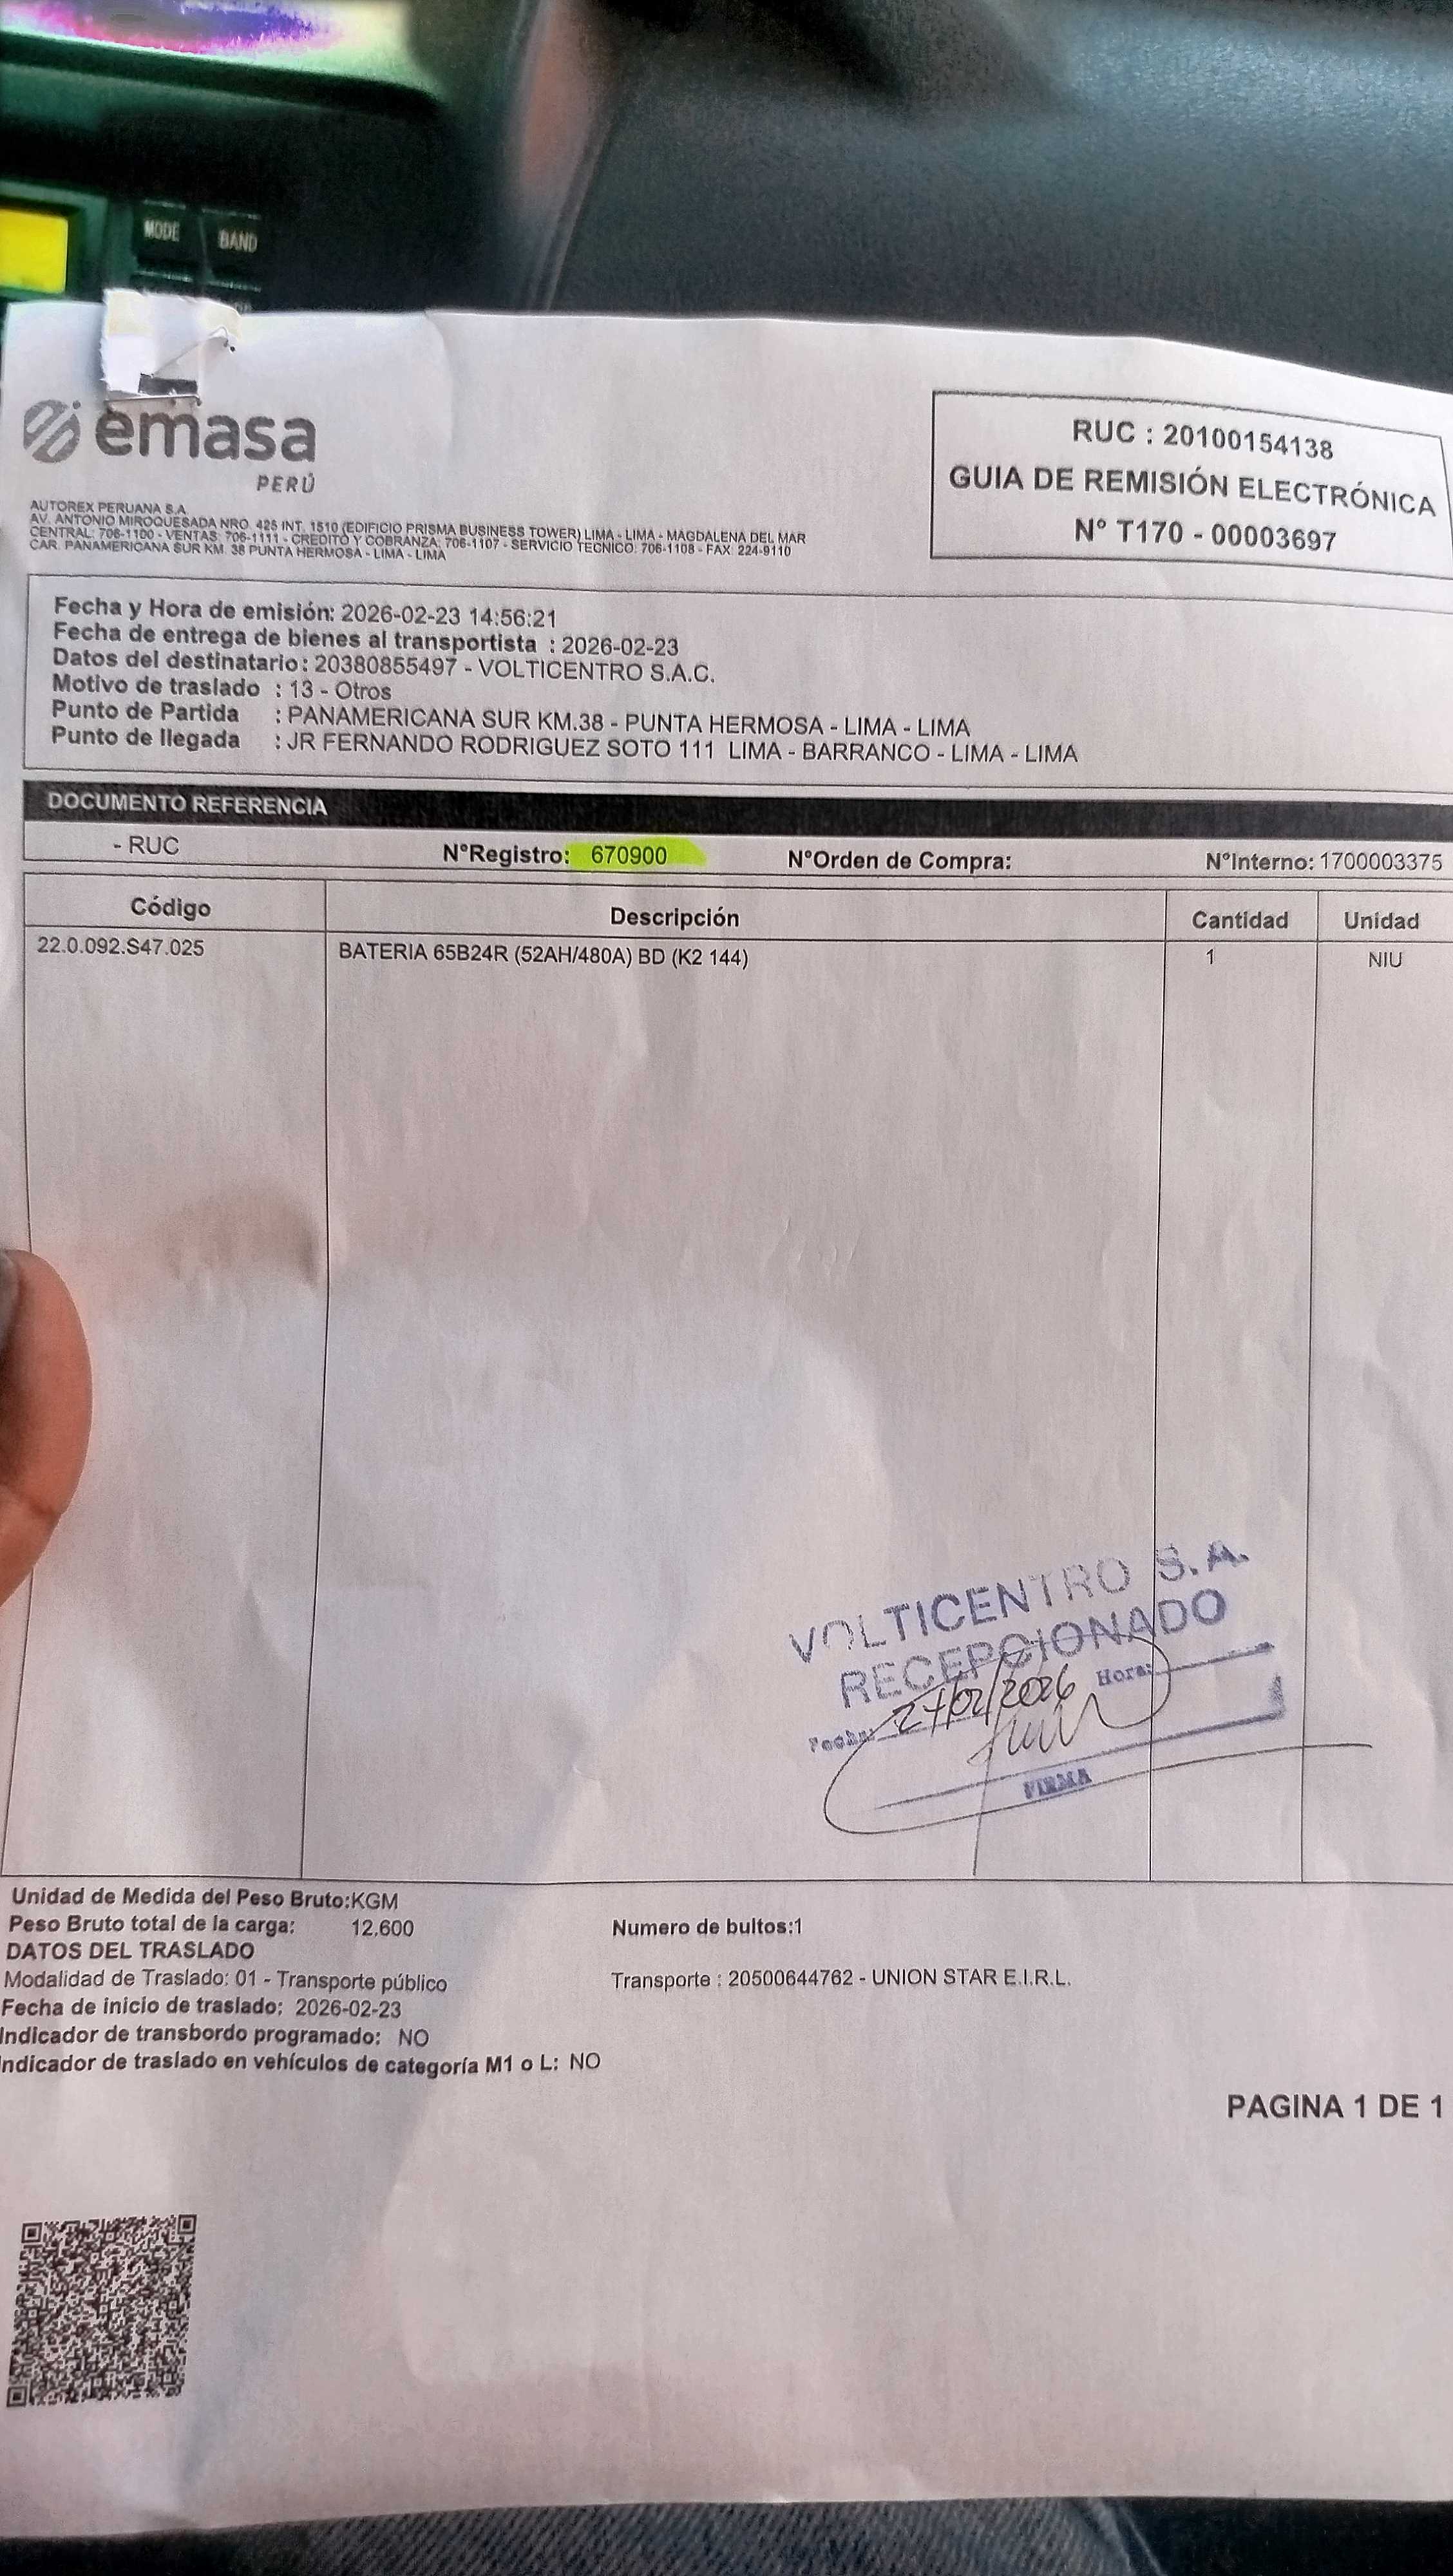 MODE BAND
emasa
PERÚ
AUTOREX PERUANA S.A.
AV. ANTONIO MIROQUESADA NRO. 425 INT. 1510 (EDIFICIO PRISMA BUSINESS TOWER) LIMA - LIMA - MAGDALENA DEL MAR
CENTRAL: 706-1100 - VENTAS: 706-1111 - CREDITO Y COBRANZA: 706-1107 - SERVICIO TECNICO: 706-1108 - FAX: 224-9110
CAR. PANAMERICANA SUR KM. 38 PUNTA HERMOSA - LIMA - LIMA
RUC : 20100154138
GUIA DE REMISIÓN ELECTRÓNICA
N° T170 - 00003697
Fecha y Hora de emisión: 2026-02-23 14:56:21
Fecha de entrega de bienes al transportista : 2026-02-23
Datos del destinatario: 20380855497 - VOLTICENTRO S.A.C.
Motivo de traslado : 13 - Otros
Punto de Partida : PANAMERICANA SUR KM.38 - PUNTA HERMOSA - LIMA - LIMA
Punto de llegada : JR FERNANDO RODRIGUEZ SOTO 111 LIMA - BARRANCO - LIMA - LIMA
DOCUMENTO REFERENCIA
- RUC N°Registro: 670900 N°Orden de Compra: N°Interno: 1700003375
Código Descripción Cantidad Unidad
22.0.092.S47.025 BATERIA 65B24R (52AH/480A) BD (K2 144) 1 NIU
VOLTICENTRO S.A.
RECEPCIONADO
Fecha: 24/02/2026 Hora:
FIRMA
Unidad de Medida del Peso Bruto:KGM
Peso Bruto total de la carga: 12.600 Numero de bultos:1
DATOS DEL TRASLADO
Modalidad de Traslado: 01 - Transporte público Transporte : 20500644762 - UNION STAR E.I.R.L.
Fecha de inicio de traslado: 2026-02-23
Indicador de transbordo programado: NO
Indicador de traslado en vehículos de categoría M1 o L: NO
PAGINA 1 DE 1